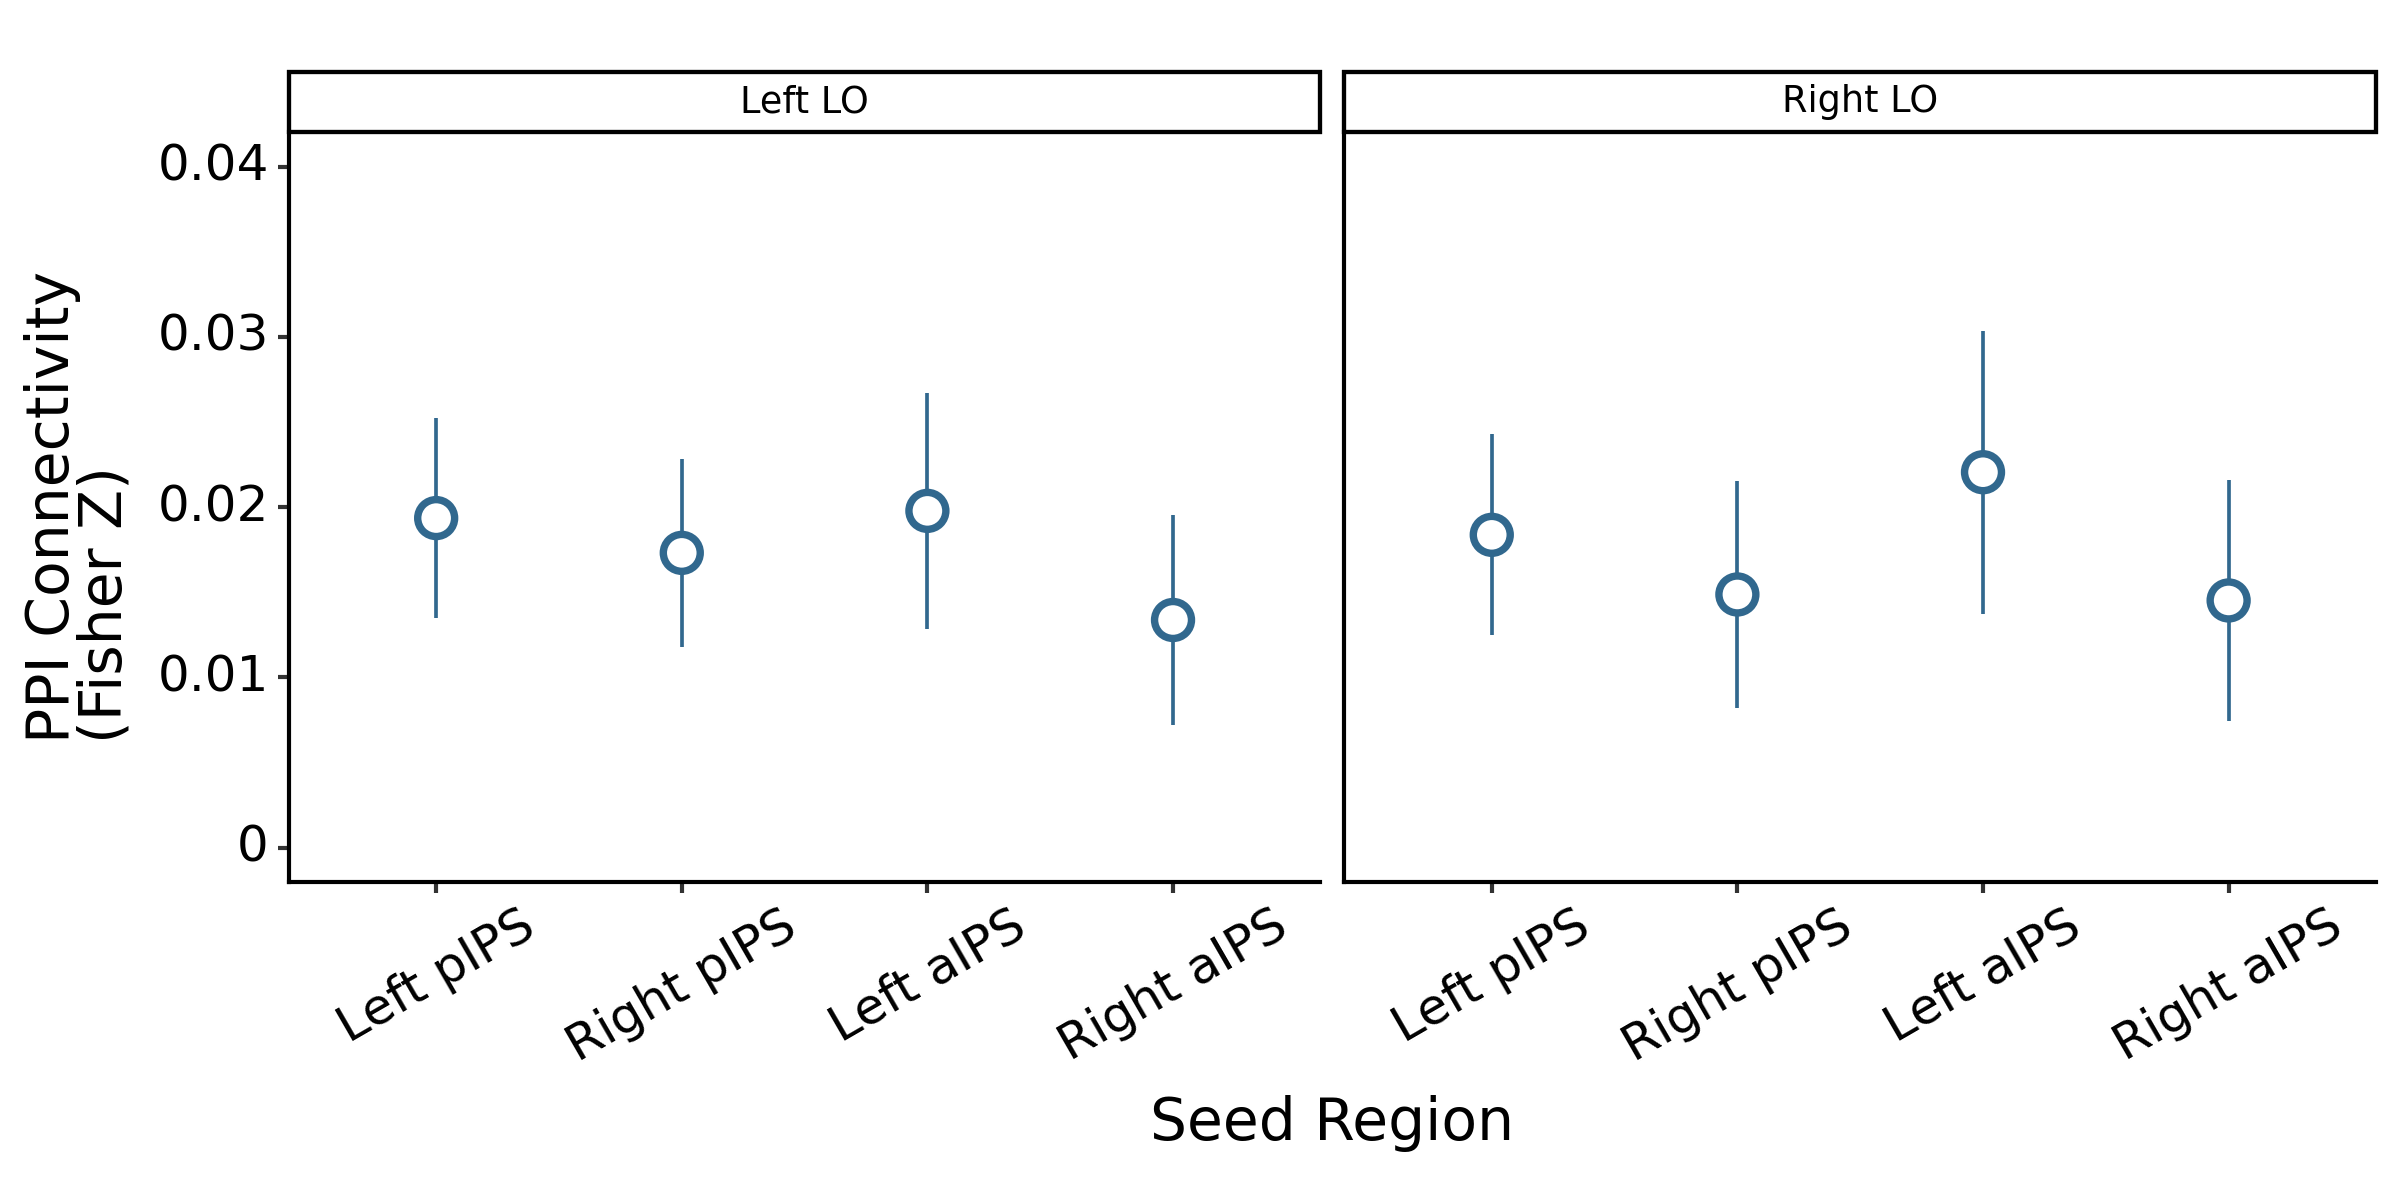 Left LO
Right LO
0.04
0.03
0.02
0.01
0
PPI Connectivity
(Fisher Z)
Left pIPS
Right pIPS
Left aIPS
Right aIPS
Left pIPS
Right pIPS
Left aIPS
Right aIPS
Seed Region